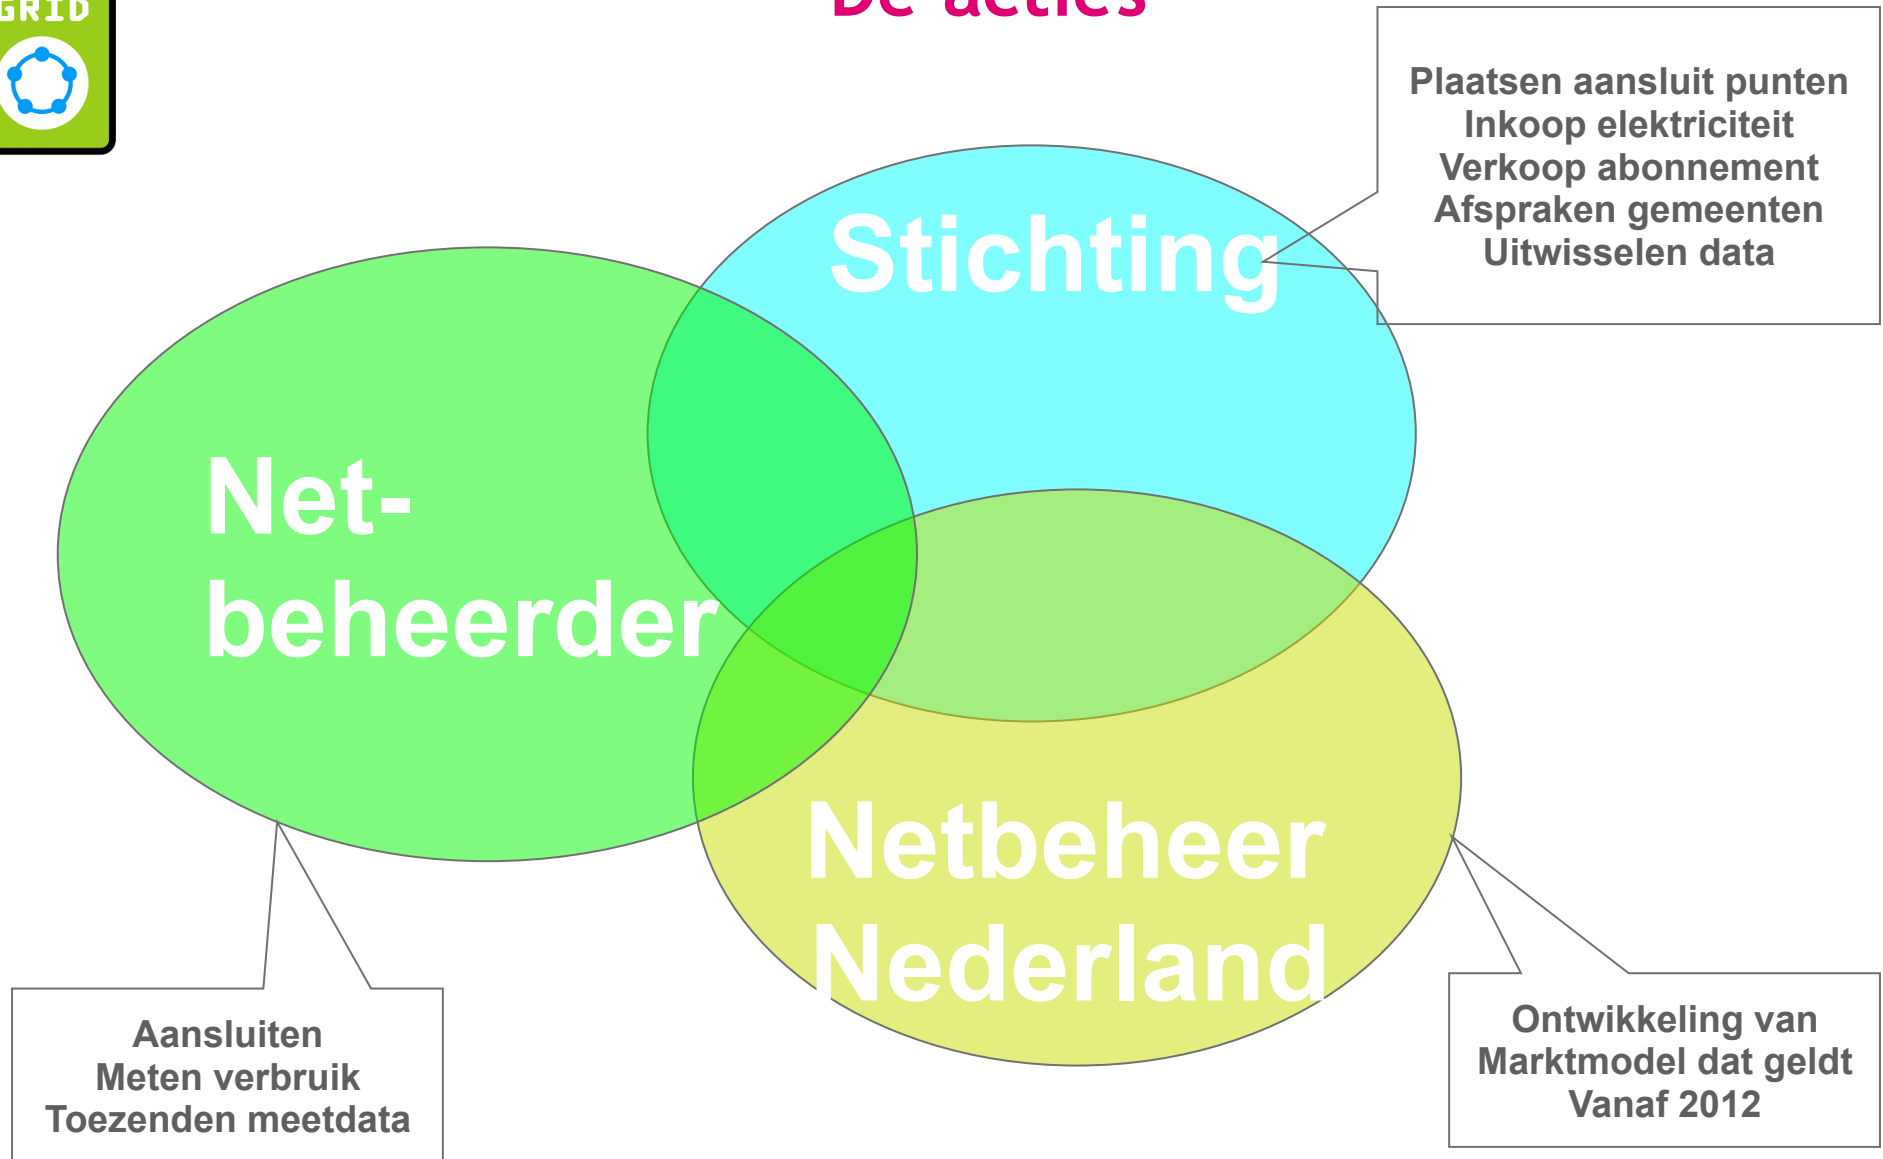 GRID
De acties
Plaatsen aansluit punten
Inkoop elektriciteit
Verkoop abonnement
Afspraken gemeenten
Uitwisselen data
Stichting
Net-
beheerder
Netbeheer
Nederland
Aansluiten
Meten verbruik
Toezenden meetdata
Ontwikkeling van
Marktmodel dat geldt
Vanaf 2012